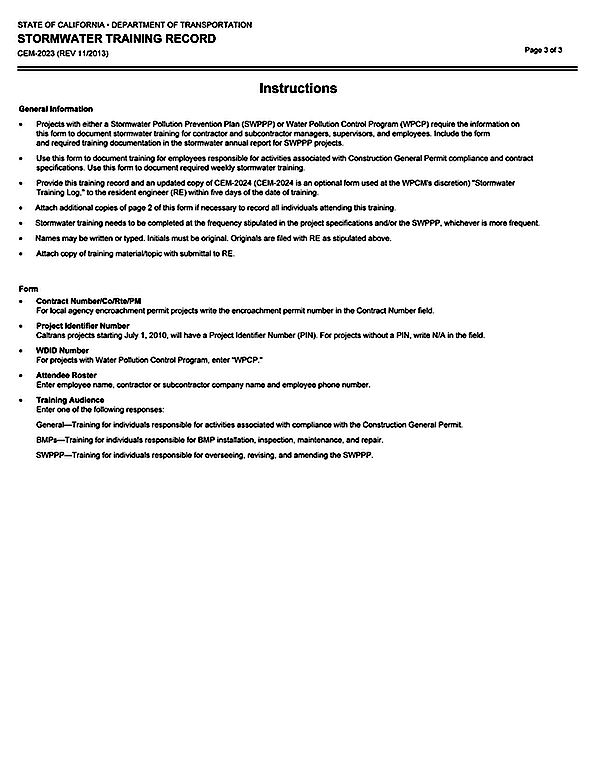 STATE OF CALIFORNIA • DEPARTMENT OF TRANSPORTATION
STORMWATER TRAINING RECORD
CEM-2023 (REV 11/2013)
Page 3 of 3
Instructions
General Information
• Projects with either a Stormwater Pollution Prevention Plan (SWPPP) or Water Pollution Control Program (WPCP) require the information on
this form to document stormwater training for contractor and subcontractor managers, supervisors, and employees. Include the form
and required training documentation in the stormwater annual report for SWPPP projects.
• Use this form to document training for employees responsible for activities associated with Construction General Permit compliance and contract
specifications. Use this form to document required weekly stormwater training.
• Provide this training record and an updated copy of CEM-2024 (CEM-2024 is an optional form used at the WPCM's discretion) "Stormwater
Training Log," to the resident engineer (RE) within five days of the date of training.
• Attach additional copies of page 2 of this form if necessary to record all individuals attending this training.
• Stormwater training needs to be completed at the frequency stipulated in the project specifications and/or the SWPPP, whichever is more frequent.
• Names may be written or typed. Initials must be original. Originals are filed with RE as stipulated above.
• Attach copy of training material/topic with submittal to RE.
Form
• Contract Number/Co/Rte/PM
For local agency encroachment permit projects write the encroachment permit number in the Contract Number field.
• Project Identifier Number
Caltrans projects starting July 1, 2010, will have a Project Identifier Number (PIN). For projects without a PIN, write N/A in the field.
• WDID Number
For projects with Water Pollution Control Program, enter "WPCP."
• Attendee Roster
Enter employee name, contractor or subcontractor company name and employee phone number.
• Training Audience
Enter one of the following responses:
General—Training for individuals responsible for activities associated with compliance with the Construction General Permit.
BMPs—Training for individuals responsible for BMP installation, inspection, maintenance, and repair.
SWPPP—Training for individuals responsible for overseeing, revising, and amending the SWPPP.